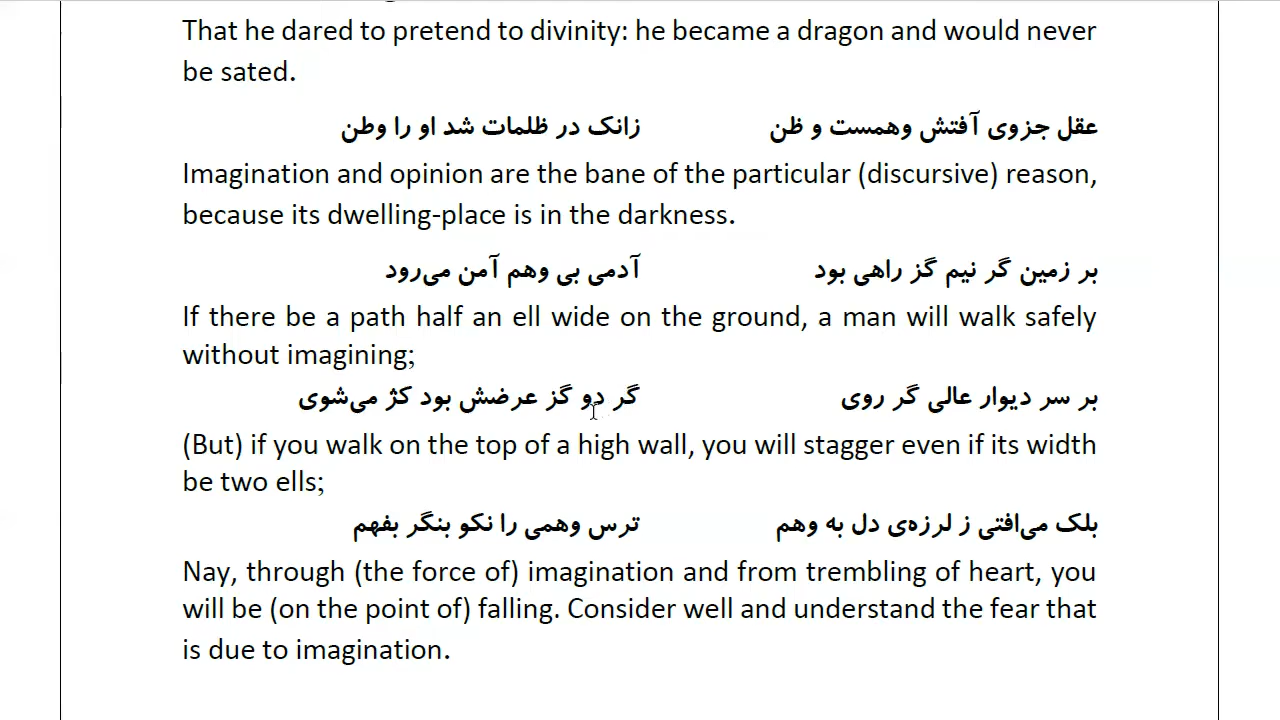 That he dared to pretend to divinity: he became a dragon and would never
be sated.
عقل جزوی آفتش وهمست و ظن زانک در ظلمات شد او را وطن
Imagination and opinion are the bane of the particular (discursive) reason,
because its dwelling-place is in the darkness.
بر زمین گر نیم گز راهی بود آدمی بی وهم آمن می‌رود
If there be a path half an ell wide on the ground, a man will walk safely
without imagining;
بر سر دیوار عالی گر روی گر دو گز عرضش بود کژ می‌شوی
(But) if you walk on the top of a high wall, you will stagger even if its width
be two ells;
بلک می‌افتی ز لرزه‌ی دل به وهم ترس وهمی را نکو بنگر بفهم
Nay, through (the force of) imagination and from trembling of heart, you
will be (on the point of) falling. Consider well and understand the fear that
is due to imagination.